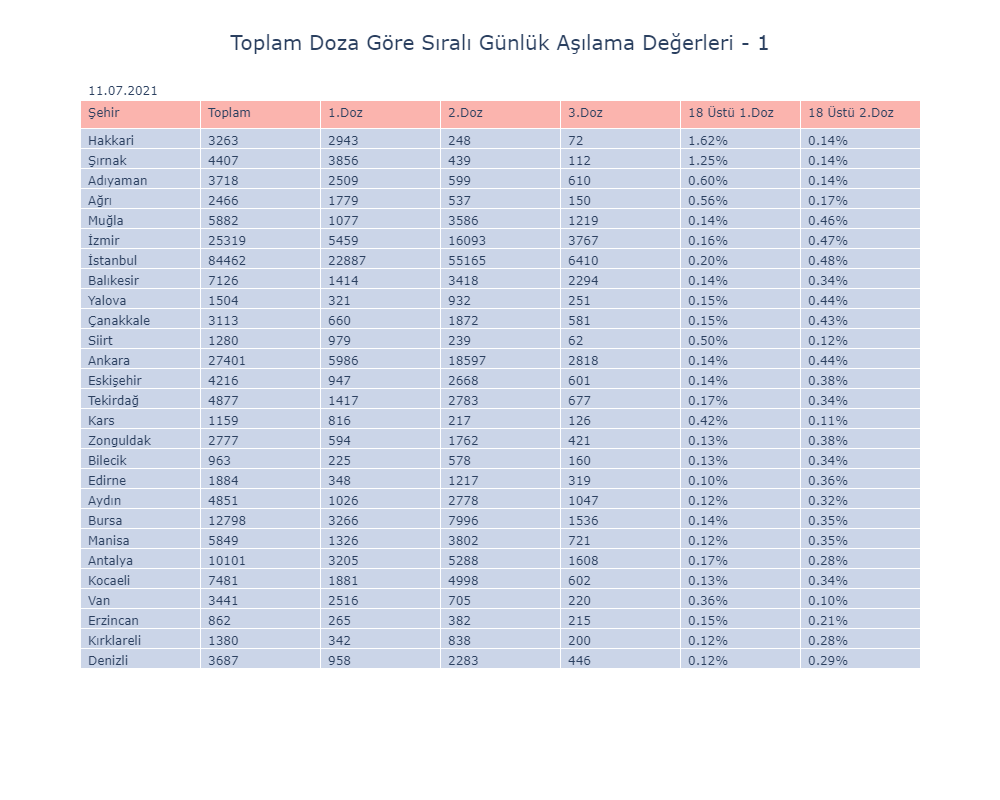 Toplam Doza Göre Sıralı Günlük Aşılama Değerleri - 1
11.07.2021
Şehir Toplam 1.Doz 2.Doz 3.Doz 18 Üstü 1.Doz 18 Üstü 2.Doz
Hakkari 3263 2943 248 72 1.62% 0.14%
Şırnak 4407 3856 439 112 1.25% 0.14%
Adıyaman 3718 2509 599 610 0.60% 0.14%
Ağrı 2466 1779 537 150 0.56% 0.17%
Muğla 5882 1077 3586 1219 0.14% 0.46%
İzmir 25319 5459 16093 3767 0.16% 0.47%
İstanbul 84462 22887 55165 6410 0.20% 0.48%
Balıkesir 7126 1414 3418 2294 0.14% 0.34%
Yalova 1504 321 932 251 0.15% 0.44%
Çanakkale 3113 660 1872 581 0.15% 0.43%
Siirt 1280 979 239 62 0.50% 0.12%
Ankara 27401 5986 18597 2818 0.14% 0.44%
Eskişehir 4216 947 2668 601 0.14% 0.38%
Tekirdağ 4877 1417 2783 677 0.17% 0.34%
Kars 1159 816 217 126 0.42% 0.11%
Zonguldak 2777 594 1762 421 0.13% 0.38%
Bilecik 963 225 578 160 0.13% 0.34%
Edirne 1884 348 1217 319 0.10% 0.36%
Aydın 4851 1026 2778 1047 0.12% 0.32%
Bursa 12798 3266 7996 1536 0.14% 0.35%
Manisa 5849 1326 3802 721 0.12% 0.35%
Antalya 10101 3205 5288 1608 0.17% 0.28%
Kocaeli 7481 1881 4998 602 0.13% 0.34%
Van 3441 2516 705 220 0.36% 0.10%
Erzincan 862 265 382 215 0.15% 0.21%
Kırklareli 1380 342 838 200 0.12% 0.28%
Denizli 3687 958 2283 446 0.12% 0.29%